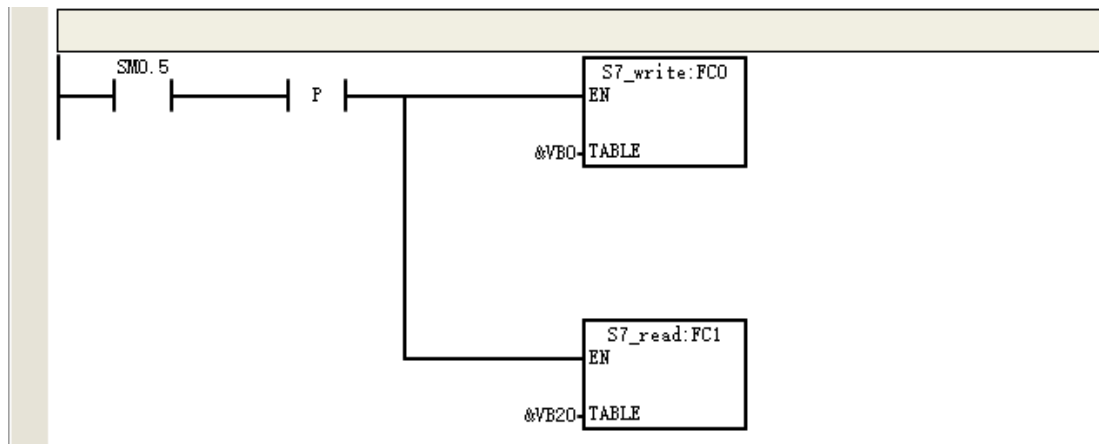 SM0.5
P
S7_write:FC0
EN
&VB0 TABLE
S7_read:FC1
EN
&VB20 TABLE